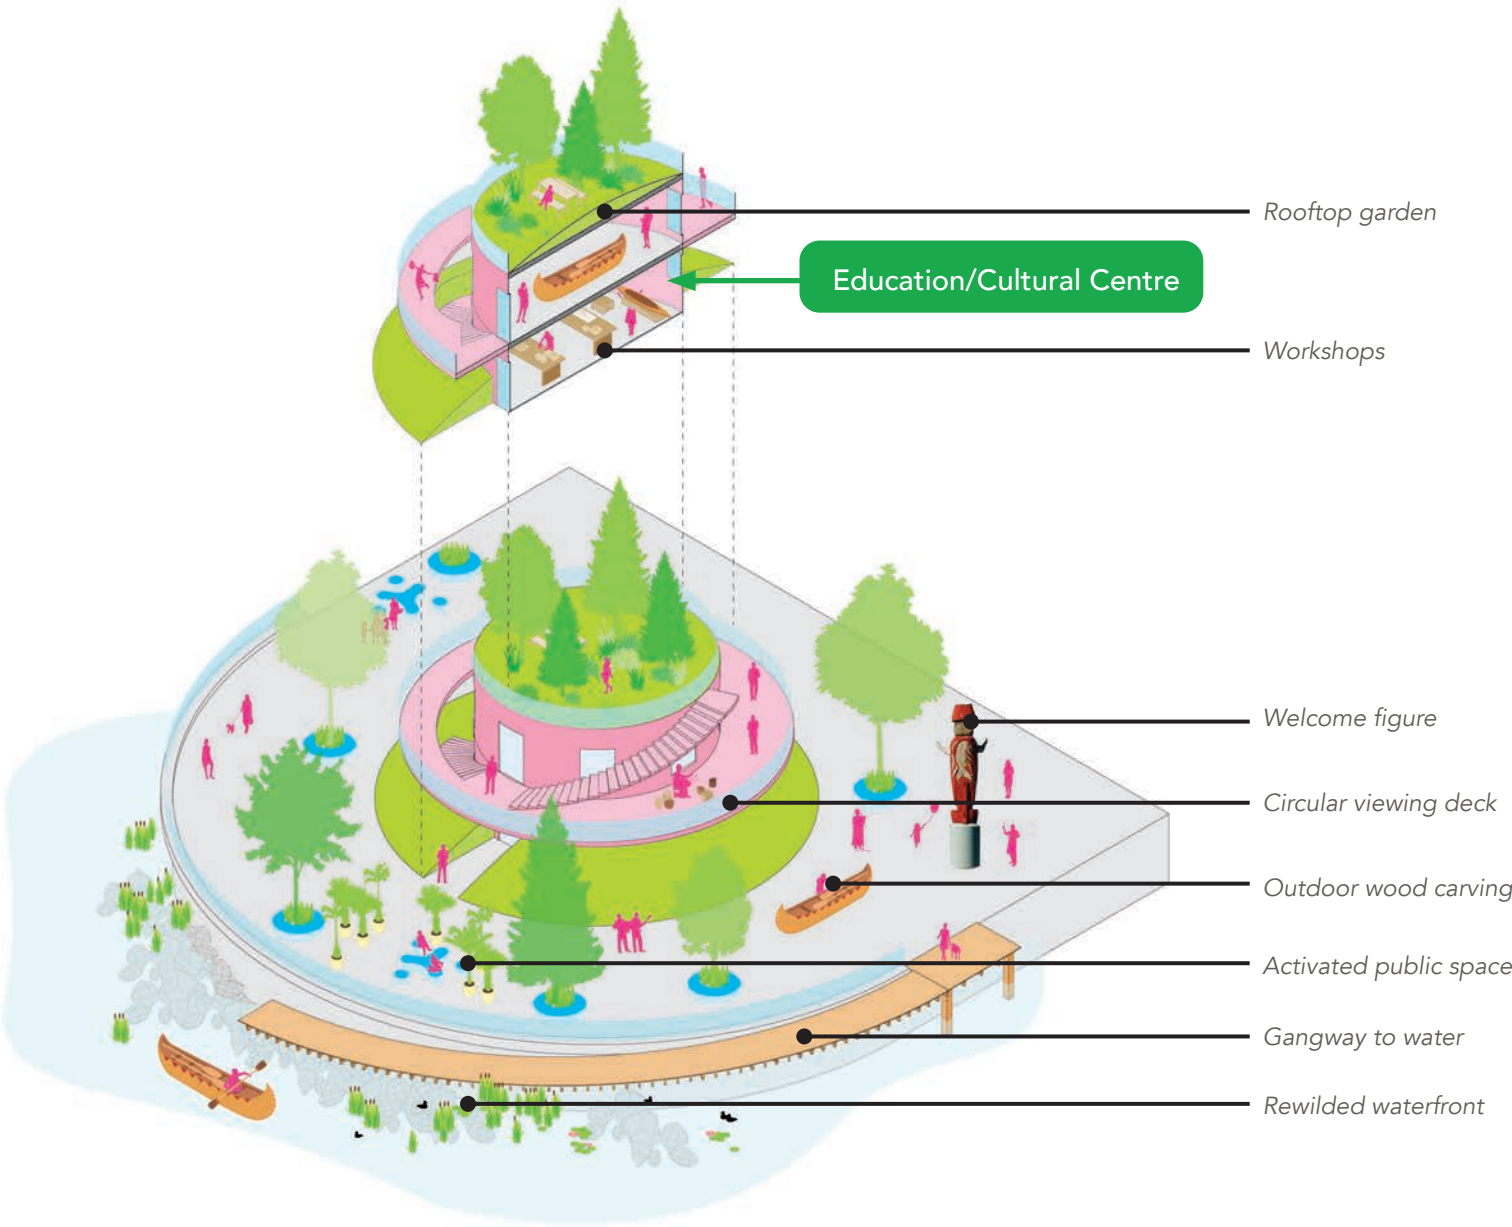 Rooftop garden
Education/Cultural Centre
Workshops
Welcome figure
Circular viewing deck
Outdoor wood carving
Activated public space
Gangway to water
Rewilded waterfront